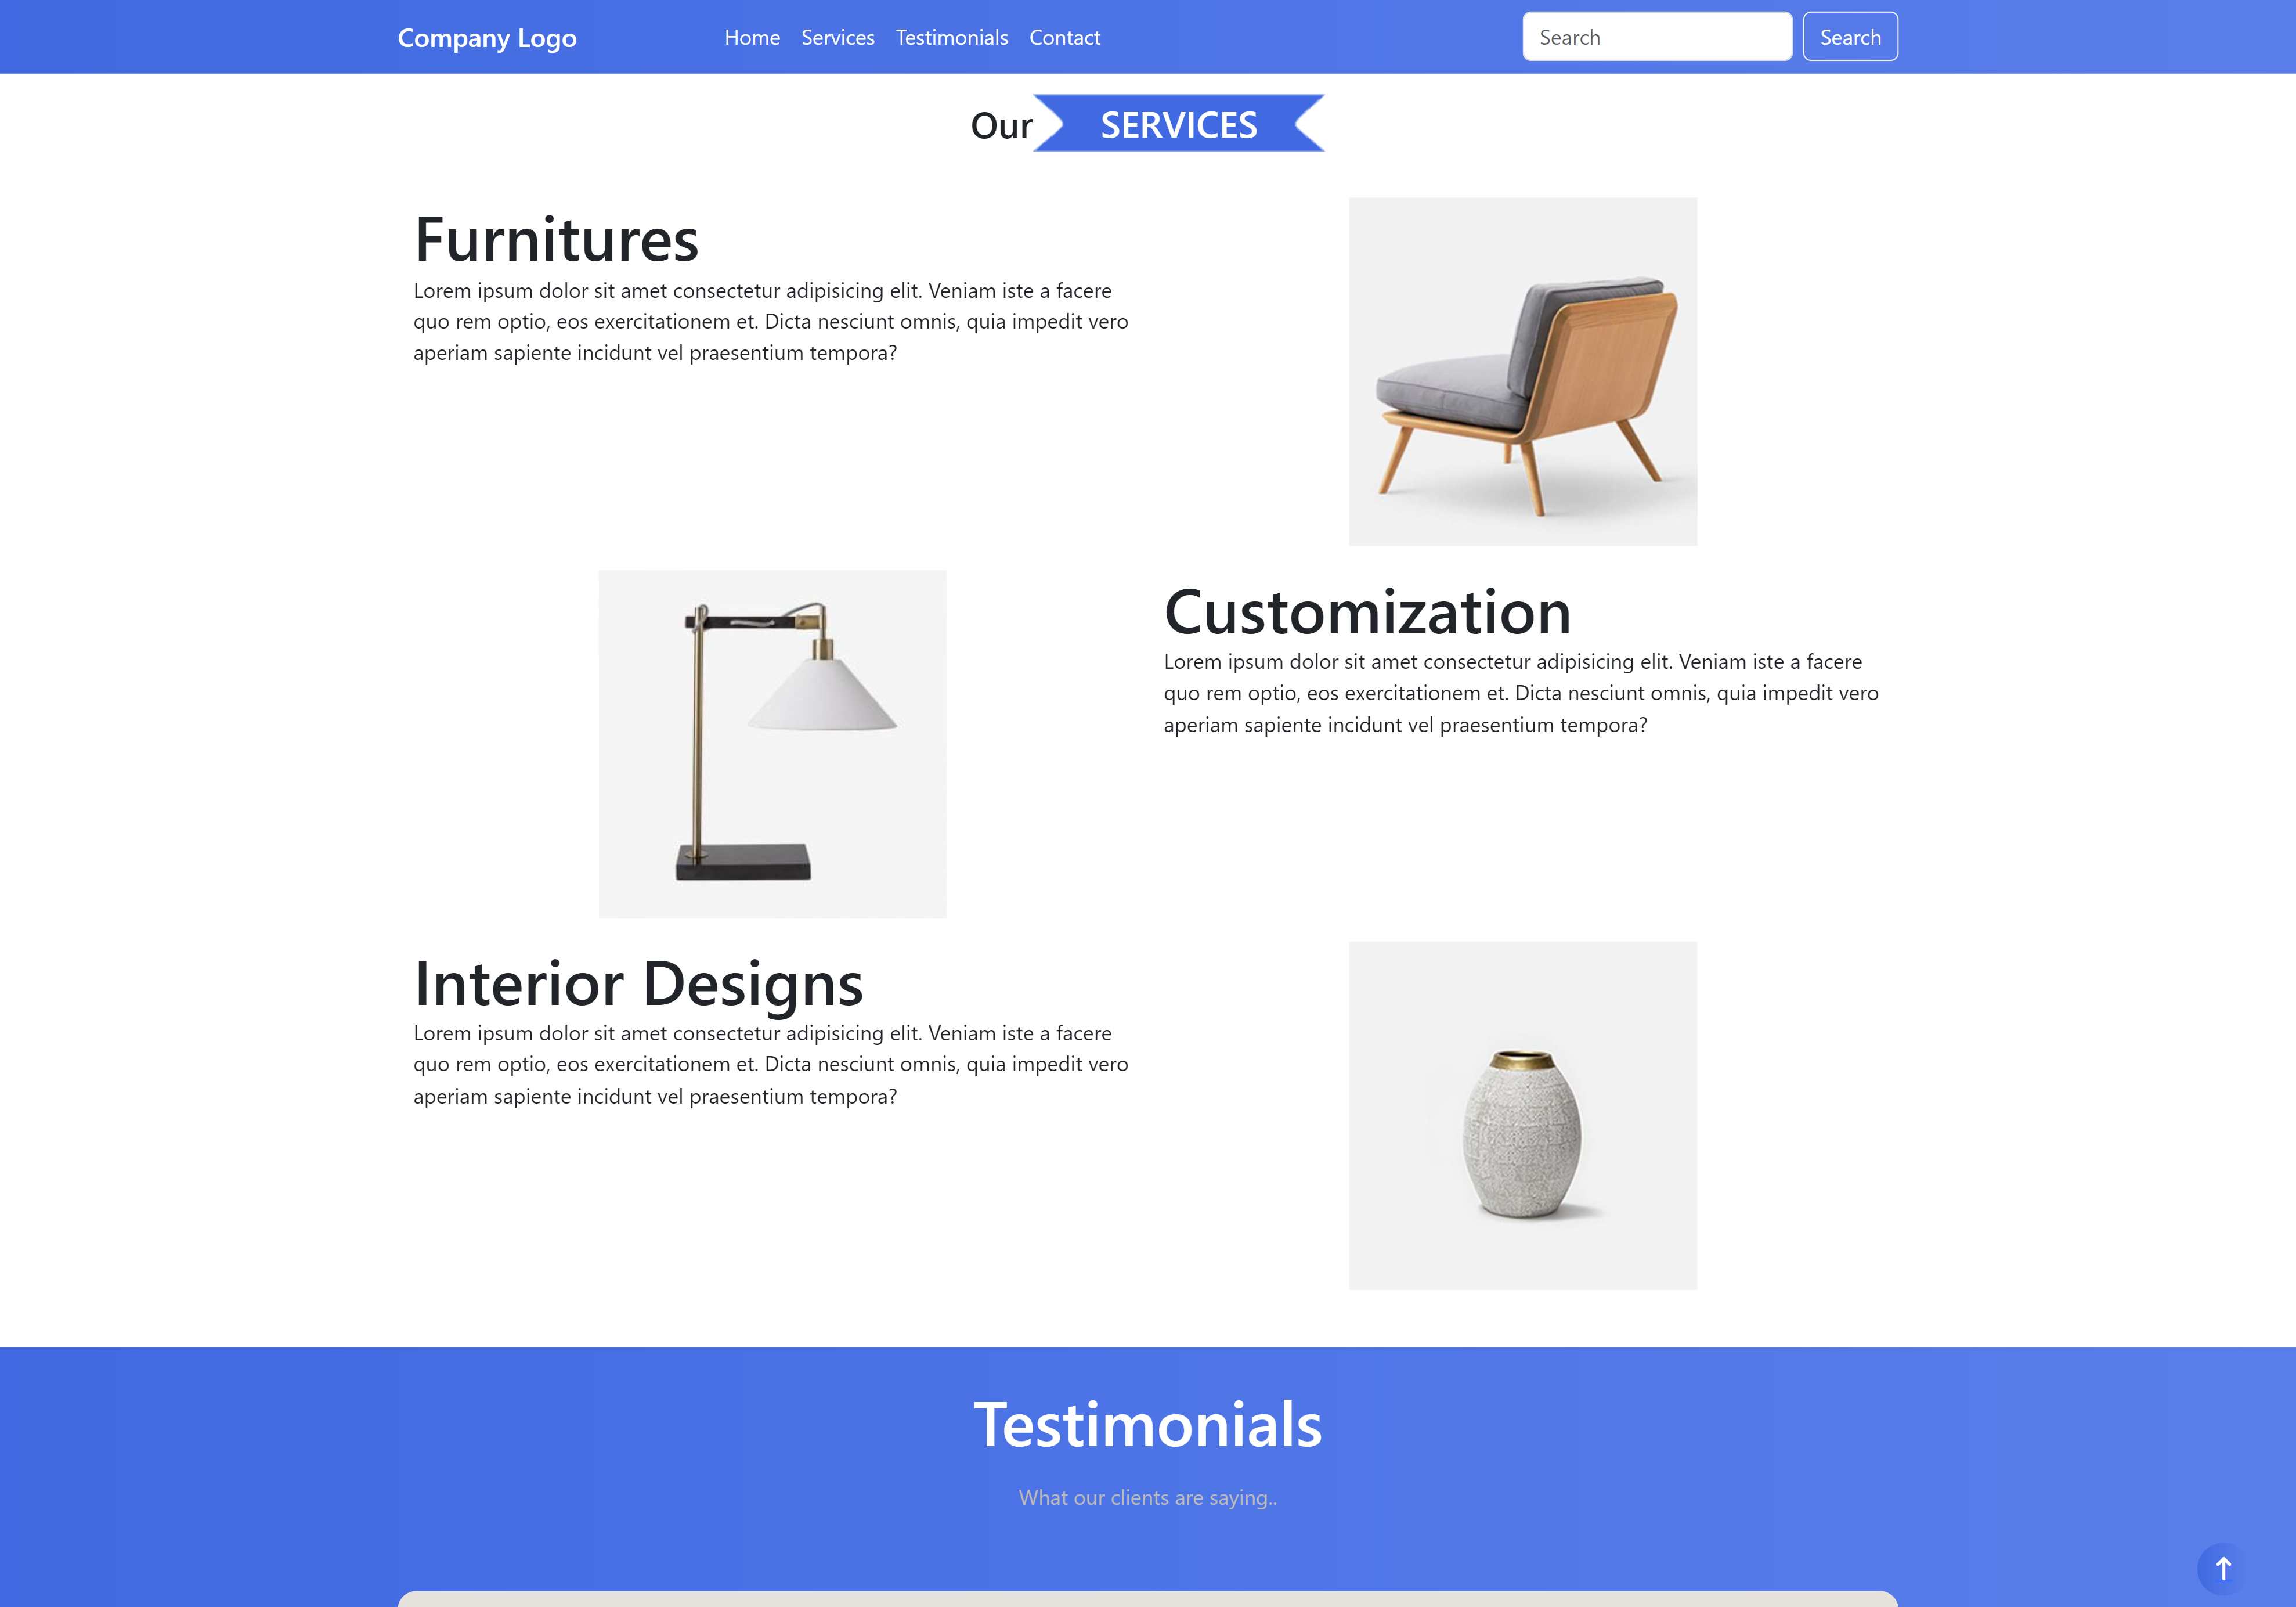 Company Logo
Home Services Testimonials Contact
Search Search
Our SERVICES
Furnitures
Lorem ipsum dolor sit amet consectetur adipisicing elit. Veniam iste a facere
quo rem optio, eos exercitationem et. Dicta nesciunt omnis, quia impedit vero
aperiam sapiente incidunt vel praesentium tempora?
Customization
Lorem ipsum dolor sit amet consectetur adipisicing elit. Veniam iste a facere
quo rem optio, eos exercitationem et. Dicta nesciunt omnis, quia impedit vero
aperiam sapiente incidunt vel praesentium tempora?
Interior Designs
Lorem ipsum dolor sit amet consectetur adipisicing elit. Veniam iste a facere
quo rem optio, eos exercitationem et. Dicta nesciunt omnis, quia impedit vero
aperiam sapiente incidunt vel praesentium tempora?
Testimonials
What our clients are saying..